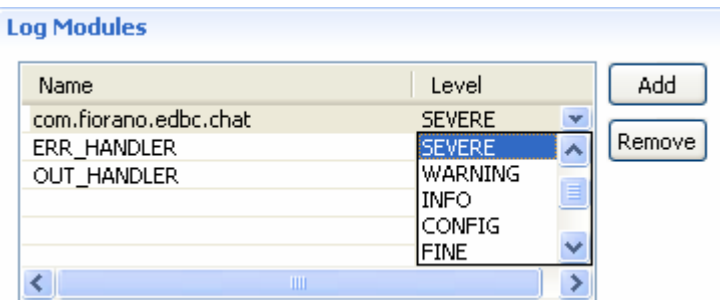 Log Modules
Name Level Add
com.fiorano.edbc.chat SEVERE
ERR_HANDLER SEVERE Remove
OUT_HANDLER WARNING
INFO
CONFIG
FINE